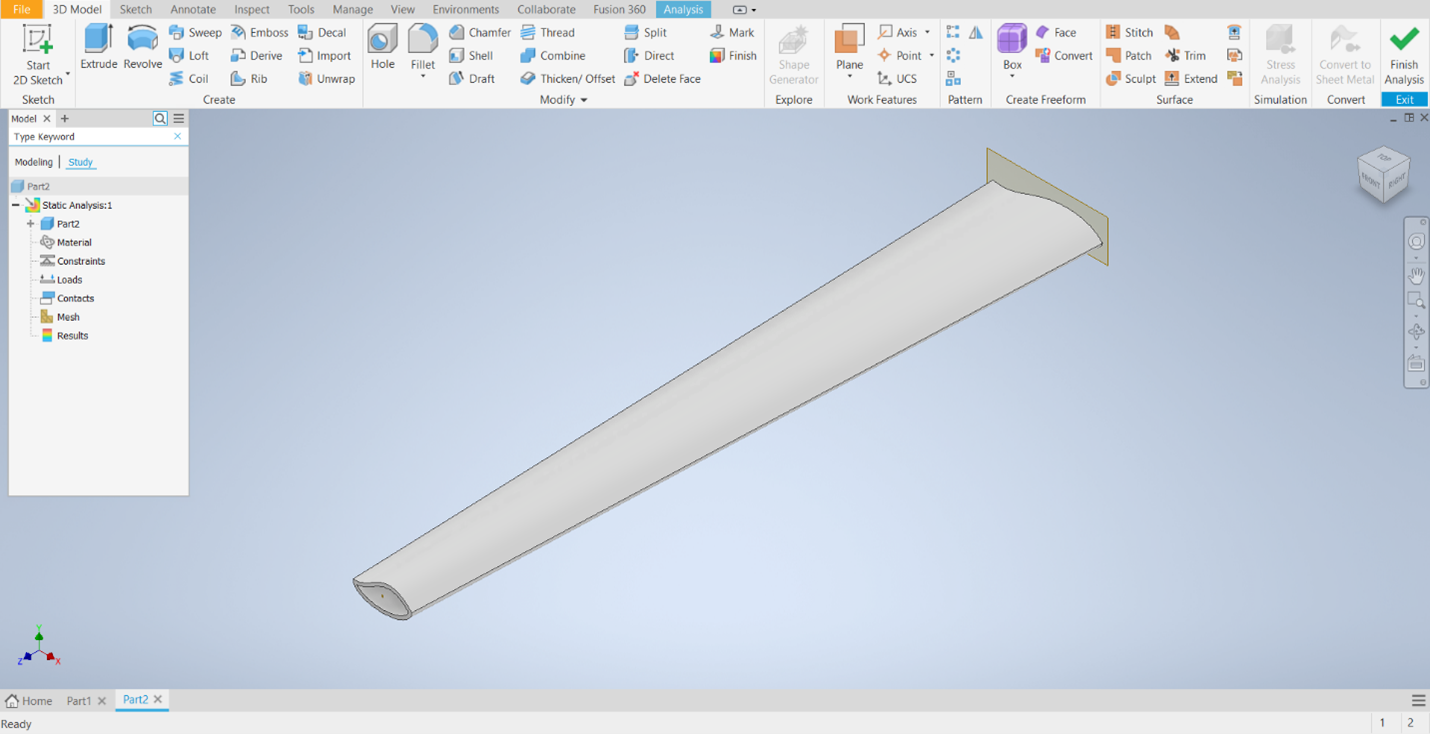 File 3D Model Sketch Annotate Inspect Tools Manage View Environments Collaborate Fusion 360 Analysis
Start
2D Sketch
Sketch
Extrude Revolve
Sweep Emboss Decal
Loft Derive Import
Coil Rib Unwrap
Create
Hole Fillet
Chamfer Thread Split Mark
Shell Combine Direct Finish
Draft Thicken/ Offset Delete Face
Modify
Shape
Generator
Explore
Plane
Axis
Point
UCS
Work Features
Pattern
Box
Face
Convert
Create Freeform
Stitch
Patch Trim
Sculpt Extend
Surface
Stress
Analysis
Simulation
Convert to
Sheet Metal
Convert
Finish
Analysis
Exit
Model
Type Keyword
Modeling | Study
Part2
Static Analysis:1
Part2
Material
Constraints
Loads
Contacts
Mesh
Results
TOP
FRONT RIGHT
Y
Z X
Home Part1 Part2
Ready
1 2